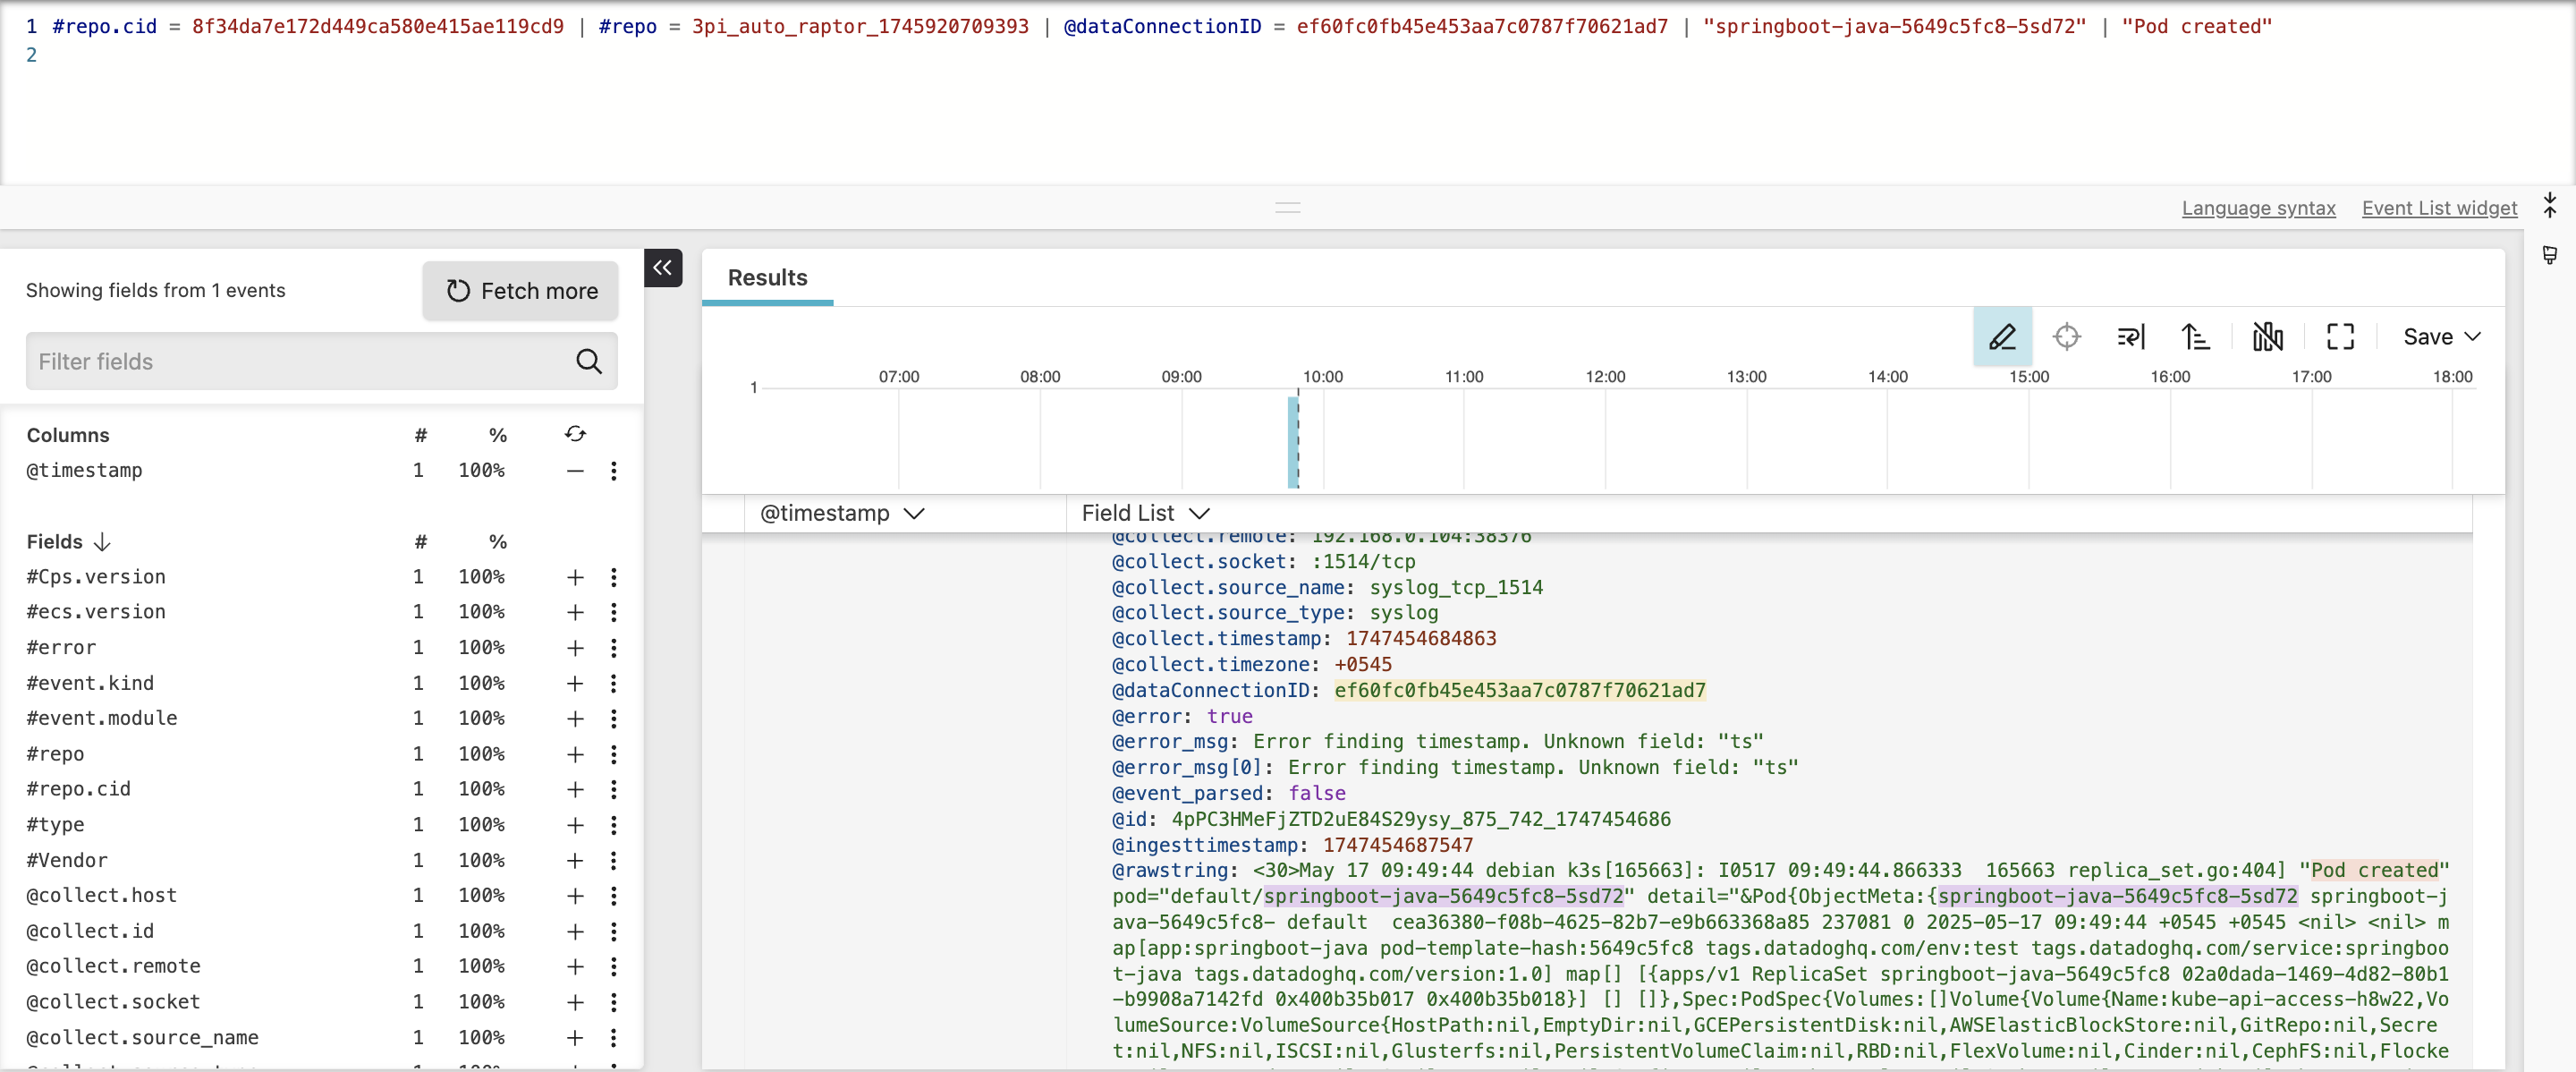 1 #repo.cid = 8f34da7e172d449ca580e415ae119cd9 | #repo = 3pi_auto_raptor_1745920709393 | @dataConnectionID = ef60fc0fb45e453aa7c0787f70621ad7 | "springboot-java-5649c5fc8-5sd72" | "Pod created"
2
Language syntax Event List widget
Showing fields from 1 events
Fetch more
Filter fields
Columns # %
@timestamp 1 100%
Fields # %
#Cps.version 1 100%
#ecs.version 1 100%
#error 1 100%
#event.kind 1 100%
#event.module 1 100%
#repo 1 100%
#repo.cid 1 100%
#type 1 100%
#Vendor 1 100%
@collect.host 1 100%
@collect.id 1 100%
@collect.remote 1 100%
@collect.socket 1 100%
@collect.source_name 1 100%
Results
Save
07:00 08:00 09:00 10:00 11:00 12:00 13:00 14:00 15:00 16:00 17:00 18:00
1
@timestamp Field List
@collect.remote: 192.168.0.104:38376
@collect.socket: :1514/tcp
@collect.source_name: syslog_tcp_1514
@collect.source_type: syslog
@collect.timestamp: 1747454684863
@collect.timezone: +0545
@dataConnectionID: ef60fc0fb45e453aa7c0787f70621ad7
@error: true
@error_msg: Error finding timestamp. Unknown field: "ts"
@error_msg[0]: Error finding timestamp. Unknown field: "ts"
@event_parsed: false
@id: 4pPC3HMeFjZTD2uE84S29ysy_875_742_1747454686
@ingesttimestamp: 1747454687547
@rawstring: <30>May 17 09:49:44 debian k3s[165663]: I0517 09:49:44.866333 165663 replica_set.go:404] "Pod created"
pod="default/springboot-java-5649c5fc8-5sd72" detail="&Pod{ObjectMeta:{springboot-java-5649c5fc8-5sd72 springboot-j
ava-5649c5fc8- default cea36380-f08b-4625-82b7-e9b663368a85 237081 0 2025-05-17 09:49:44 +0545 +0545 <nil> <nil> m
ap[app:springboot-java pod-template-hash:5649c5fc8 tags.datadoghq.com/env:test tags.datadoghq.com/service:springboo
t-java tags.datadoghq.com/version:1.0] map[] [{apps/v1 ReplicaSet springboot-java-5649c5fc8 02a0dada-1469-4d82-80b1
-b9908a7142fd 0x400b35b017 0x400b35b018}] [] []},Spec:PodSpec{Volumes:[]Volume{Volume{Name:kube-api-access-h8w22,Vo
lumeSource:VolumeSource{HostPath:nil,EmptyDir:nil,GCEPersistentDisk:nil,AWSElasticBlockStore:nil,GitRepo:nil,Secre
t:nil,NFS:nil,ISCSI:nil,Glusterfs:nil,PersistentVolumeClaim:nil,RBD:nil,FlexVolume:nil,Cinder:nil,CephFS:nil,Flocke